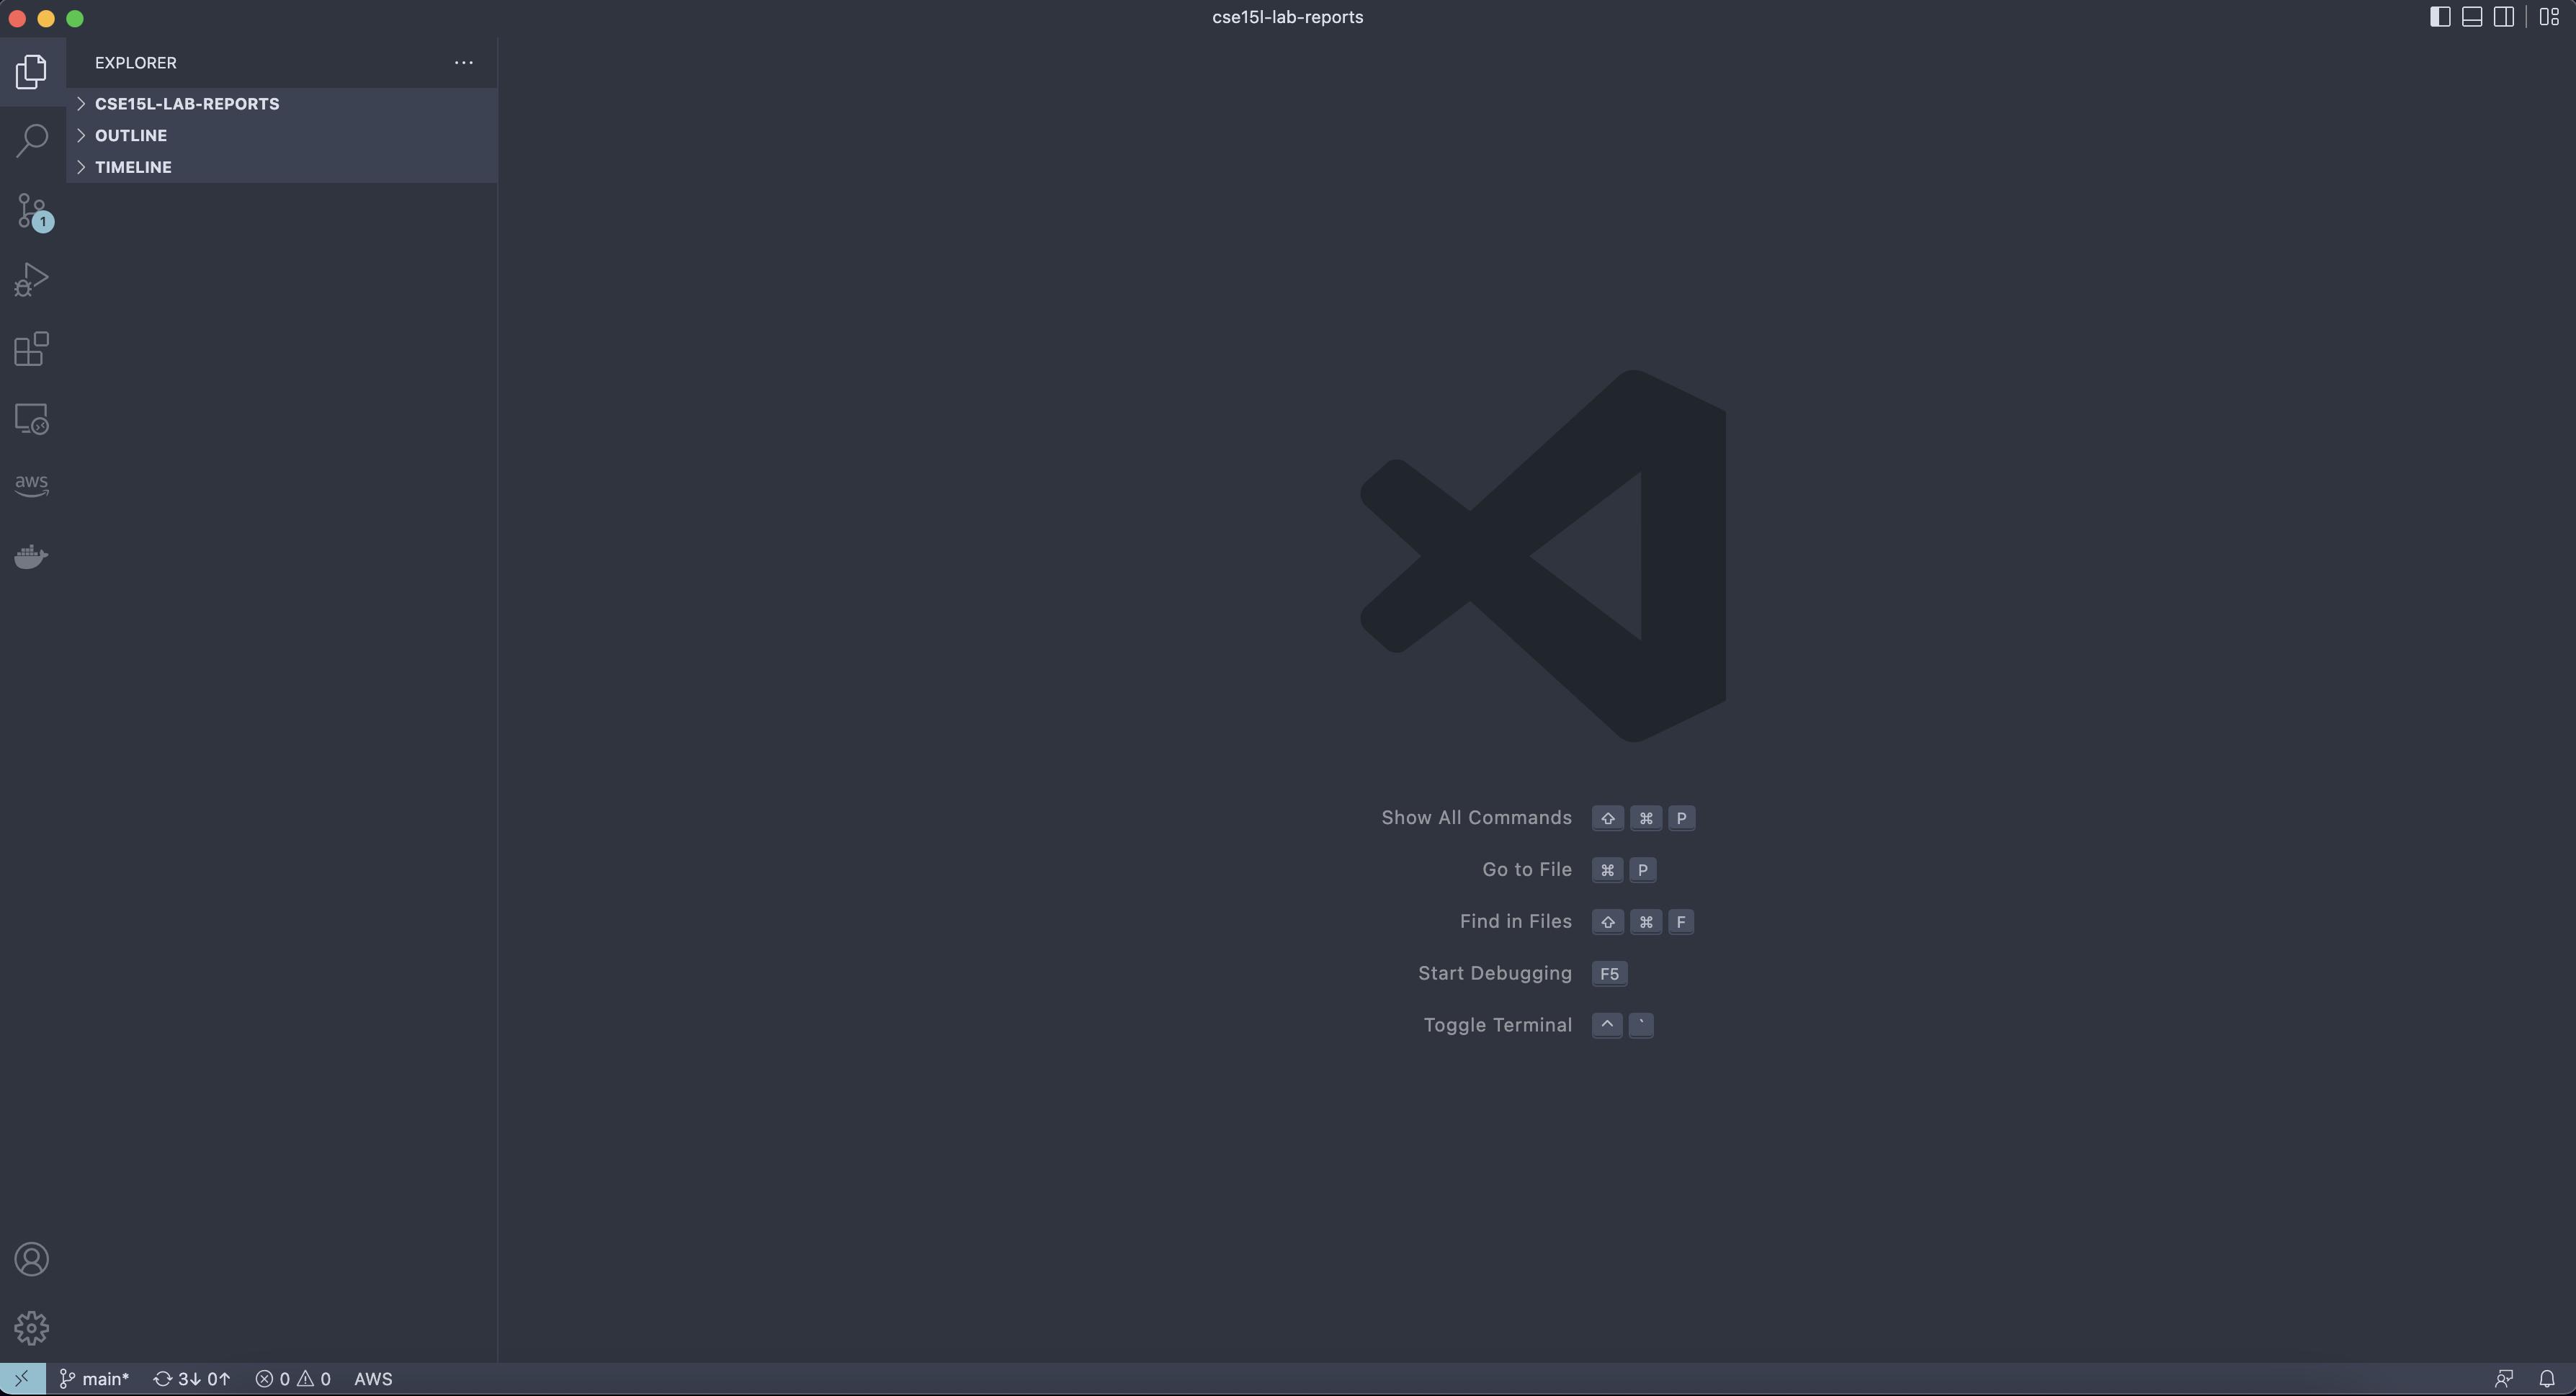 cse15l-lab-reports
EXPLORER
CSE15L-LAB-REPORTS
OUTLINE
TIMELINE
1
aws
Show All Commands ⇧ ⌘ P
Go to File ⌘ P
Find in Files ⇧ ⌘ F
Start Debugging F5
Toggle Terminal ^ `
main* 3↓ 0↑ 0 0 AWS